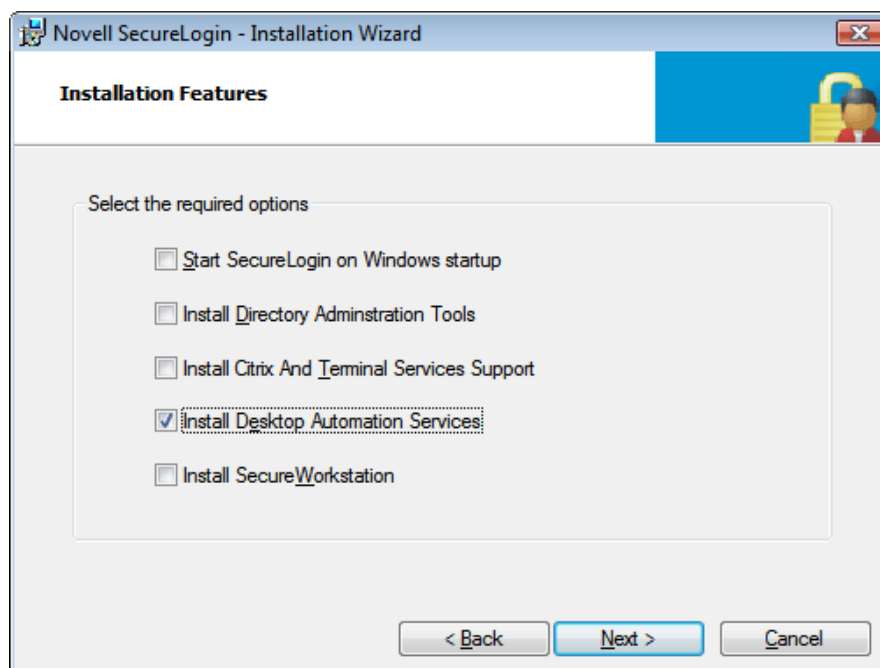 Novell SecureLogin - Installation Wizard
Installation Features
Select the required options
Start SecureLogin on Windows startup
Install Directory Adminstration Tools
Install Citrix And Terminal Services Support
Install Desktop Automation Services
Install SecureWorkstation
< Back
Next >
Cancel